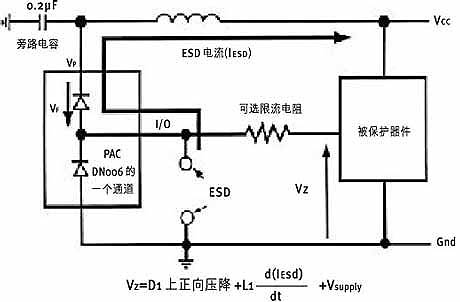 0.2μF
旁路电容
Vcc
ESD 电流(IESD)
VP
VF
I/O
可选限流电阻
被保护器件
PAC
DN006 的
一个通道
ESD
VZ
Gnd
VZ=D1 上正向压降 +L1 d(IEsd)/dt +Vsupply